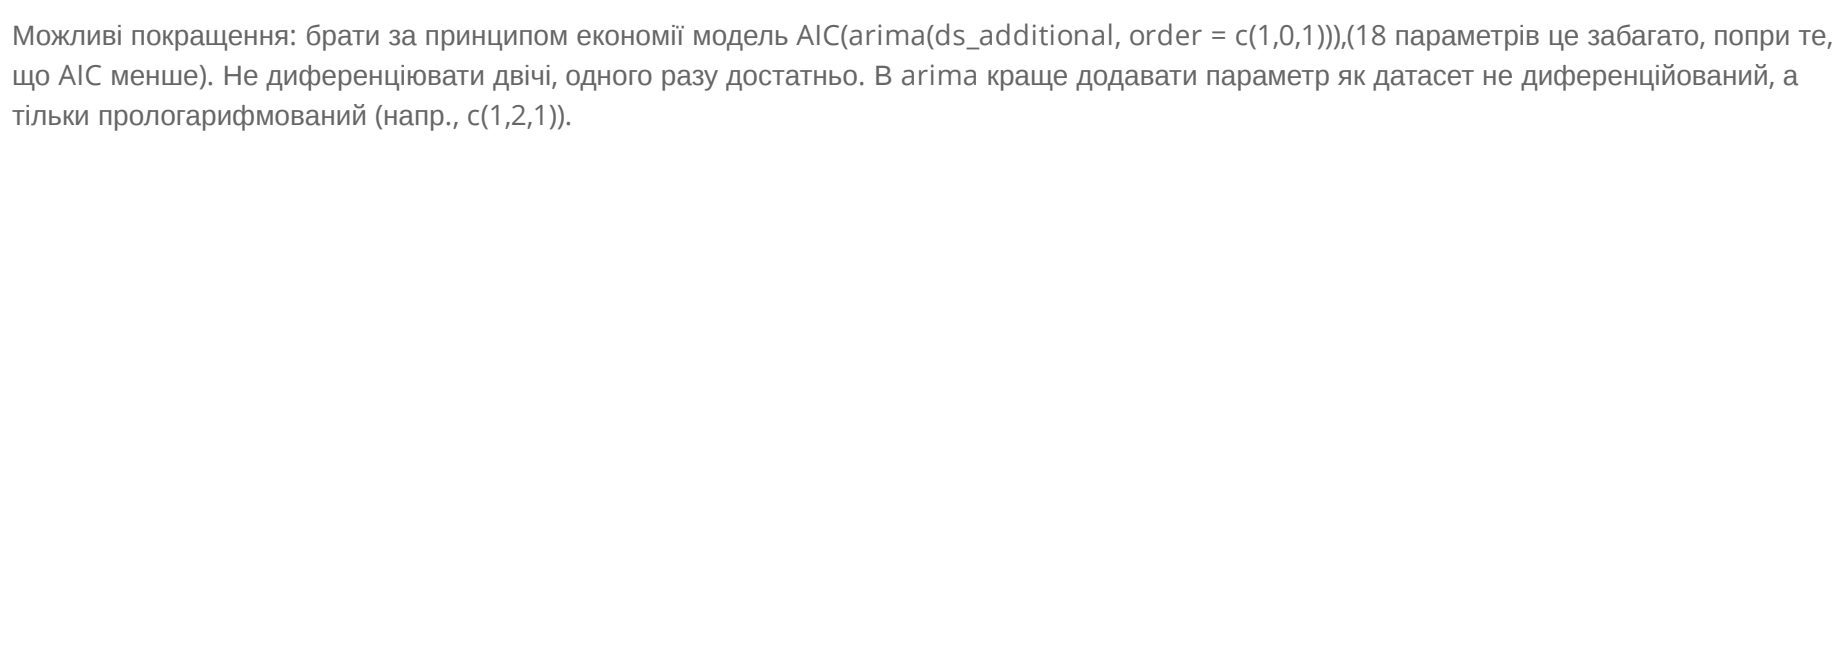 Можливі покращення: брати за принципом економії модель AIC(arima(ds_additional, order = c(1,0,1))),(18 параметрів це забагато, попри те,
що AIC менше). Не диференціювати двічі, одного разу достатньо. В arima краще додавати параметр як датасет не диференційований, а
тільки прологарифмований (напр., c(1,2,1)).